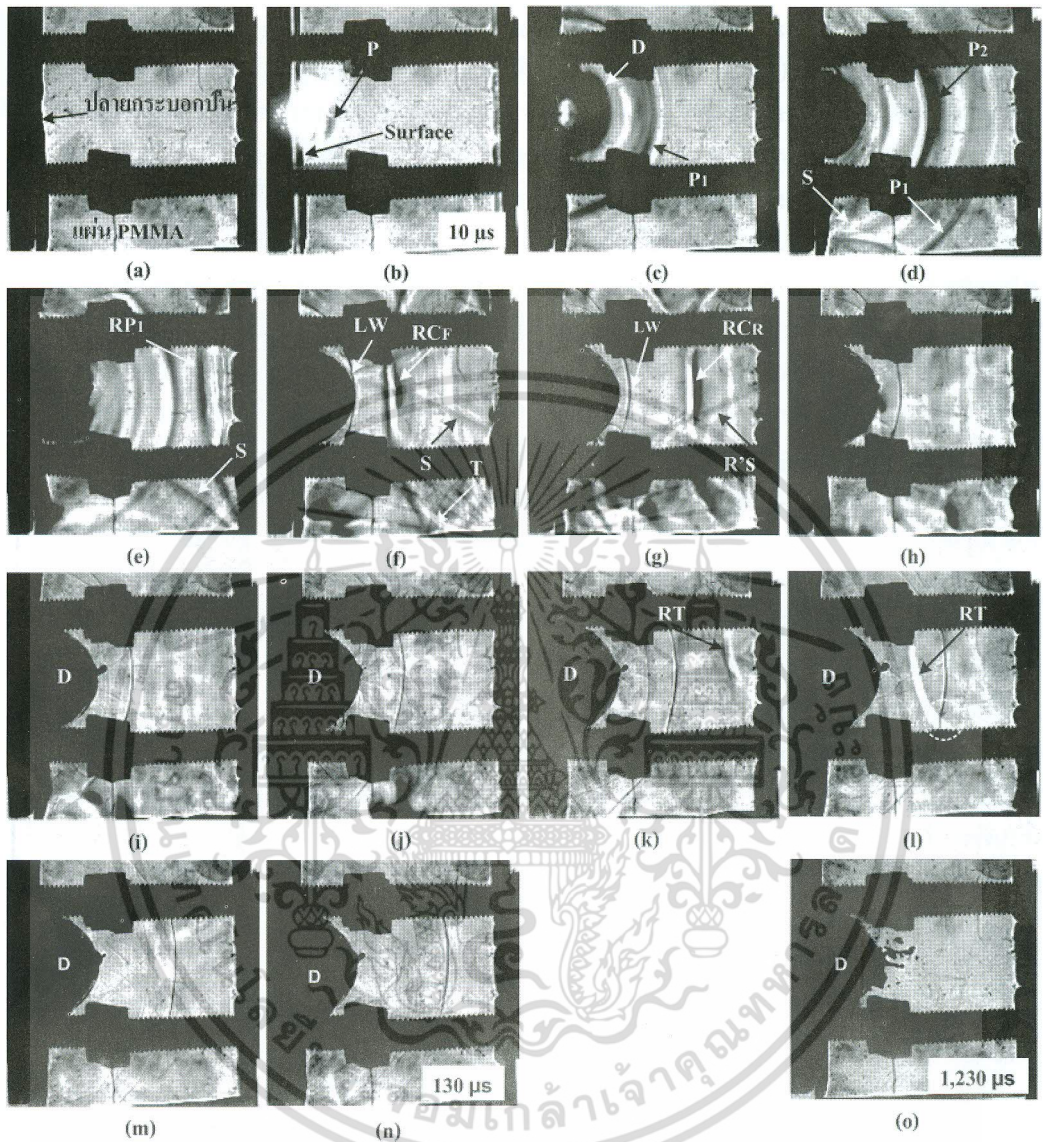 P
D
P2
ปลายกระบอกปืน
Surface
P1
S
P1
แผ่น PMMA
10 µs
(a)
(b)
(c)
(d)
RP1
LW
RCF
LW
RCR
S
S
T
R'S
(e)
(f)
(g)
(h)
RT
RT
D
D
D
D
(i)
(j)
(k)
(l)
D
D
D
130 µs
1,230 µs
(m)
(n)
(o)